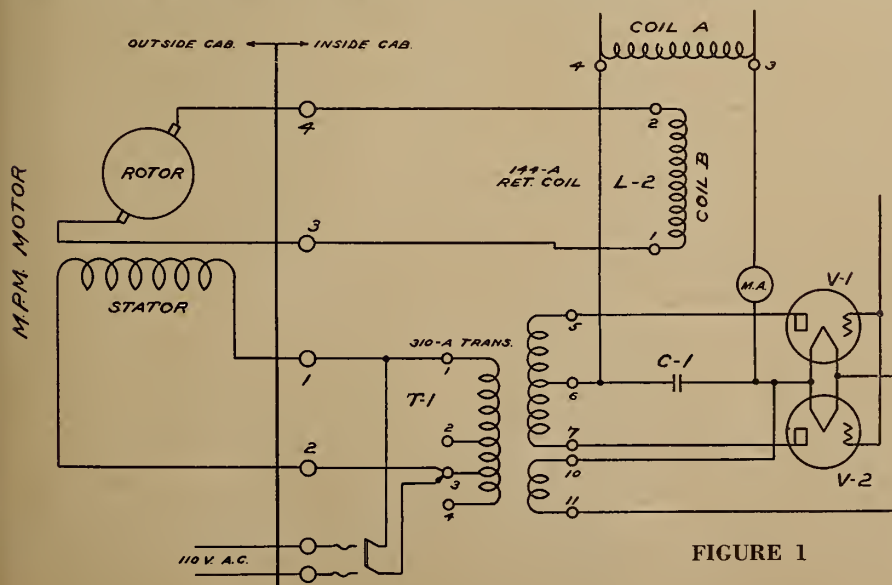 COIL A
OUTSIDE CAB. INSIDE CAB.
4 3
4
2
ROTOR
144-A
RET. COIL
L-2
COIL B
M.P.M. MOTOR
3
1
M.A.
V-1
STATOR
5
310-A TRANS.
1
1
T-1
6
C-1
2
2
7
3
10
V-2
4
11
110 V. A.C.
FIGURE 1